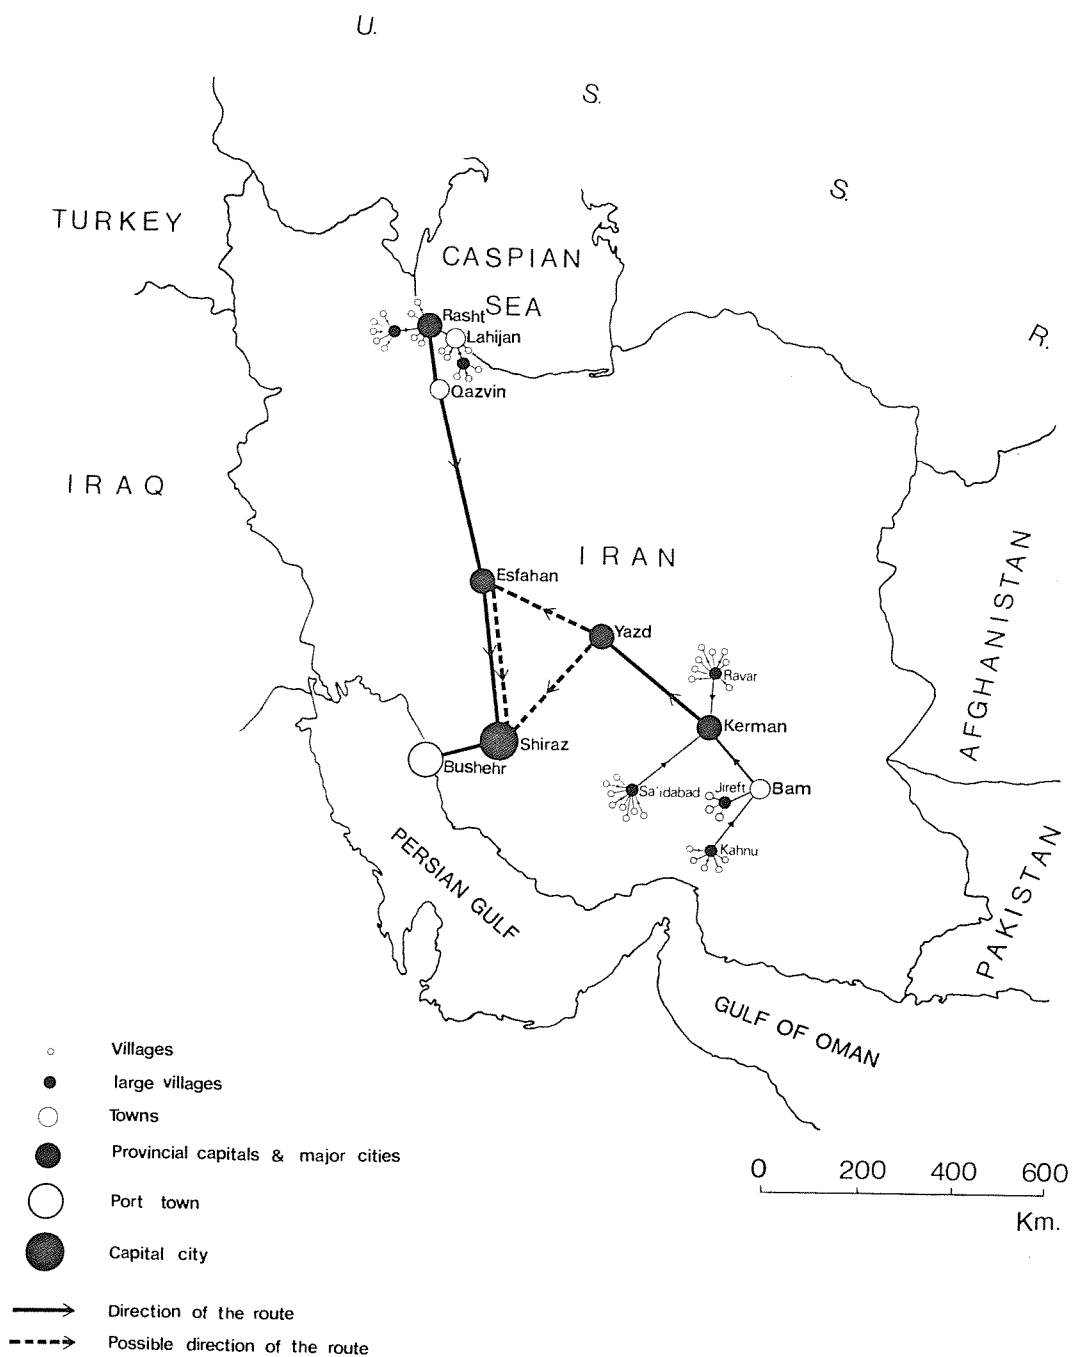 U.
S.
S.
R.
TURKEY
CASPIAN
SEA
Rasht
Lahijan
Qazvin
IRAQ
IRAN
Esfahan
Yazd
Ravar
Kerman
Shiraz
Bushehr
Sa'idabad
Jireft
Bam
Kahnu
AFGHANISTAN
PAKISTAN
PERSIAN GULF
GULF OF OMAN
Villages
large villages
Towns
Provincial capitals & major cities
Port town
Capital city
Direction of the route
Possible direction of the route
0 200 400 600
Km.